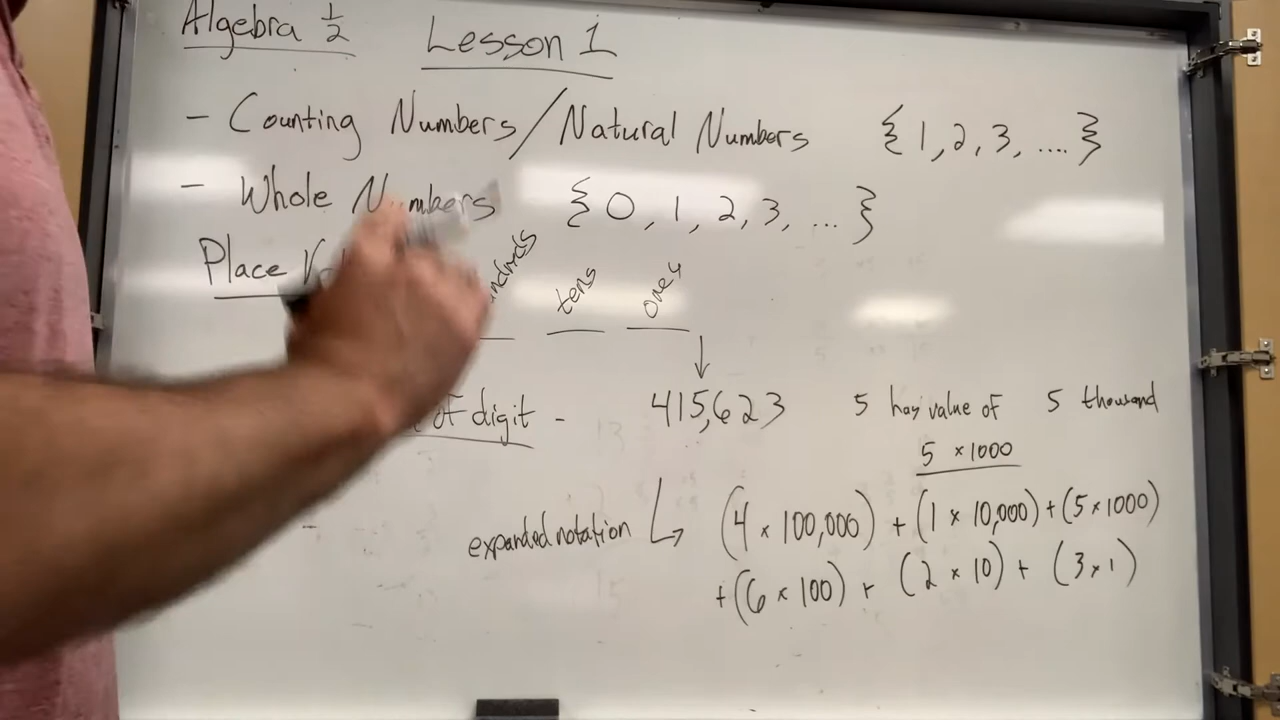 Algebra 1/2 Lesson 1
- Counting Numbers/Natural Numbers {1, 2, 3, ....}
- Whole Numbers {0, 1, 2, 3, ... }
Place
tens ones
of digit - 415,623 5 has value of 5 thousand
5 ×1000
expanded notation (4 × 100,000) + (1 × 10,000) + (5 × 1000)
+ (6 × 100) + (2 × 10) + (3 × 1)